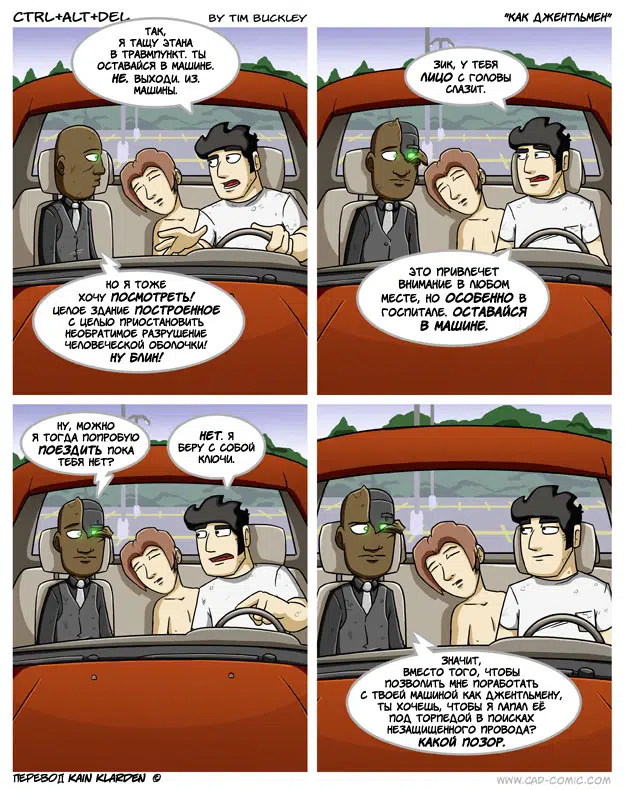 CTRL+ALT+DEL
BY TIM BUCKLEY
"КАК ДЖЕНТЛЬМЕН"
ТАК,
Я ТАЩУ ЭТАНА
В ТРАВМПУНКТ. ТЫ
ОСТАВАЙСЯ В МАШИНЕ.
НЕ. ВЫХОДИ. ИЗ.
МАШИНЫ.
НО Я ТОЖЕ
ХОЧУ ПОСМОТРЕТЬ!
ЦЕЛОЕ ЗДАНИЕ ПОСТРОЕННОЕ
С ЦЕЛЬЮ ПРИОСТАНОВИТЬ
НЕОБРАТИМОЕ РАЗРУШЕНИЕ
ЧЕЛОВЕЧЕСКОЙ ОБОЛОЧКИ!
НУ БЛИН!
ЗИК, У ТЕБЯ
ЛИЦО С ГОЛОВЫ
СЛАЗИТ.
ЭТО ПРИВЛЕЧЕТ
ВНИМАНИЕ В ЛЮБОМ
МЕСТЕ, НО ОСОБЕННО В
ГОСПИТАЛЕ. ОСТАВАЙСЯ
В МАШИНЕ.
НУ, МОЖНО
Я ТОГДА ПОПРОБУЮ
ПОЕЗДИТЬ ПОКА
ТЕБЯ НЕТ?
НЕТ. Я
БЕРУ С СОБОЙ
КЛЮЧИ.
ЗНАЧИТ,
ВМЕСТО ТОГО, ЧТОБЫ
ПОЗВОЛИТЬ МНЕ ПОРАБОТАТЬ
С ТВОЕЙ МАШИНОЙ КАК ДЖЕНТЛЬМЕНУ,
ТЫ ХОЧЕШЬ, ЧТОБЫ Я ЛАПАЛ ЕЁ
ПОД ТОРПЕДОЙ В ПОИСКАХ
НЕЗАЩИЩЕННОГО ПРОВОДА?
КАКОЙ ПОЗОР.
ПЕРЕВОД KAIN KLARDEN ©
WWW.CAD-COMIC.COM